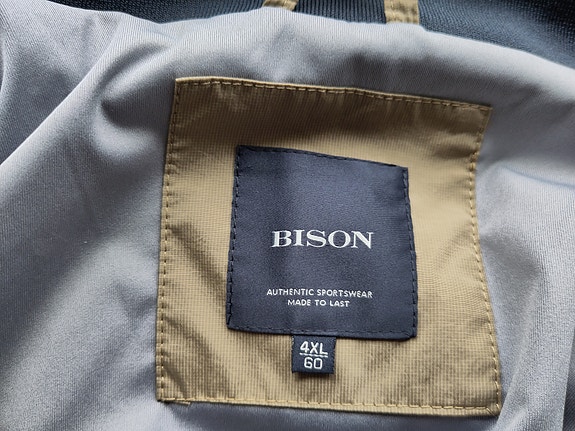 BISON
AUTHENTIC SPORTSWEAR
MADE TO LAST
4XL
60